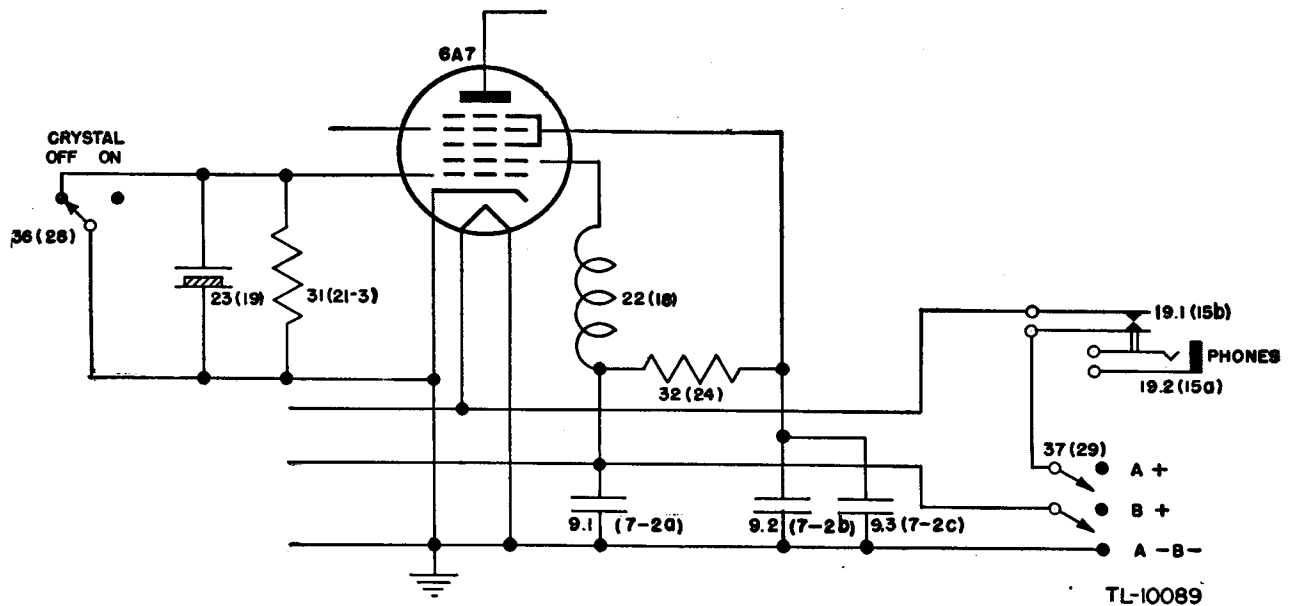 6A7
CRYSTAL
OFF ON
36(28)
23(19)
31(21-3)
22(18)
19.1(15b)
PHONES
19.2(15a)
32(24)
37(29)
A +
B +
9.1 (7-2a)
9.2(7-2b)
9.3(7-2c)
A -B-
TL-10089